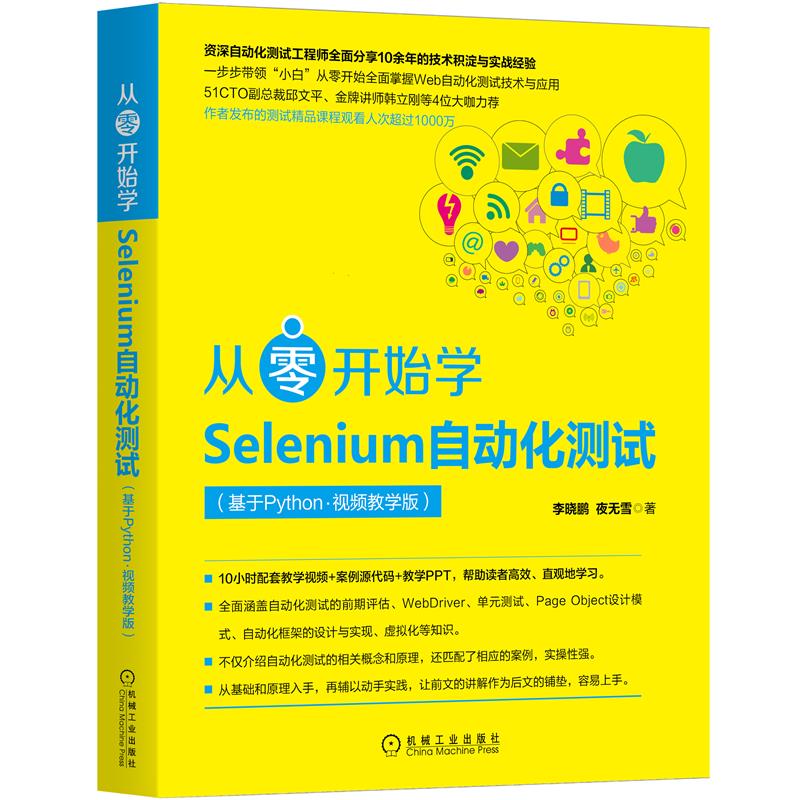 资深自动化测试工程师全面分享10余年的技术积淀与实战经验
一步步带领“小白”从零开始全面掌握Web自动化测试技术与应用
51CTO副总裁邱文平、金牌讲师韩立刚等4位大咖力荐
作者发布的测试精品课程观看人次超过1000万
从零开始学
Selenium自动化测试
（基于Python·视频教学版）
李晓鹏 夜无雪◎著
■ 10小时配套教学视频+案例源代码+教学PPT，帮助读者高效、直观地学习。
■ 全面涵盖自动化测试的前期评估、WebDriver、单元测试、Page Object设计模
式、自动化框架的设计与实现、虚拟化等知识。
■ 不仅介绍自动化测试的相关概念和原理，还匹配了相应的案例，实操性强。
■ 从基础和原理入手，再辅以动手实践，让前文的讲解作为后文的铺垫，容易上手。
机械工业出版社
China Machine Press
从零开始学
Selenium自动化测试
（基于Python·视频教学版）
机械工业出版社
China Machine Press